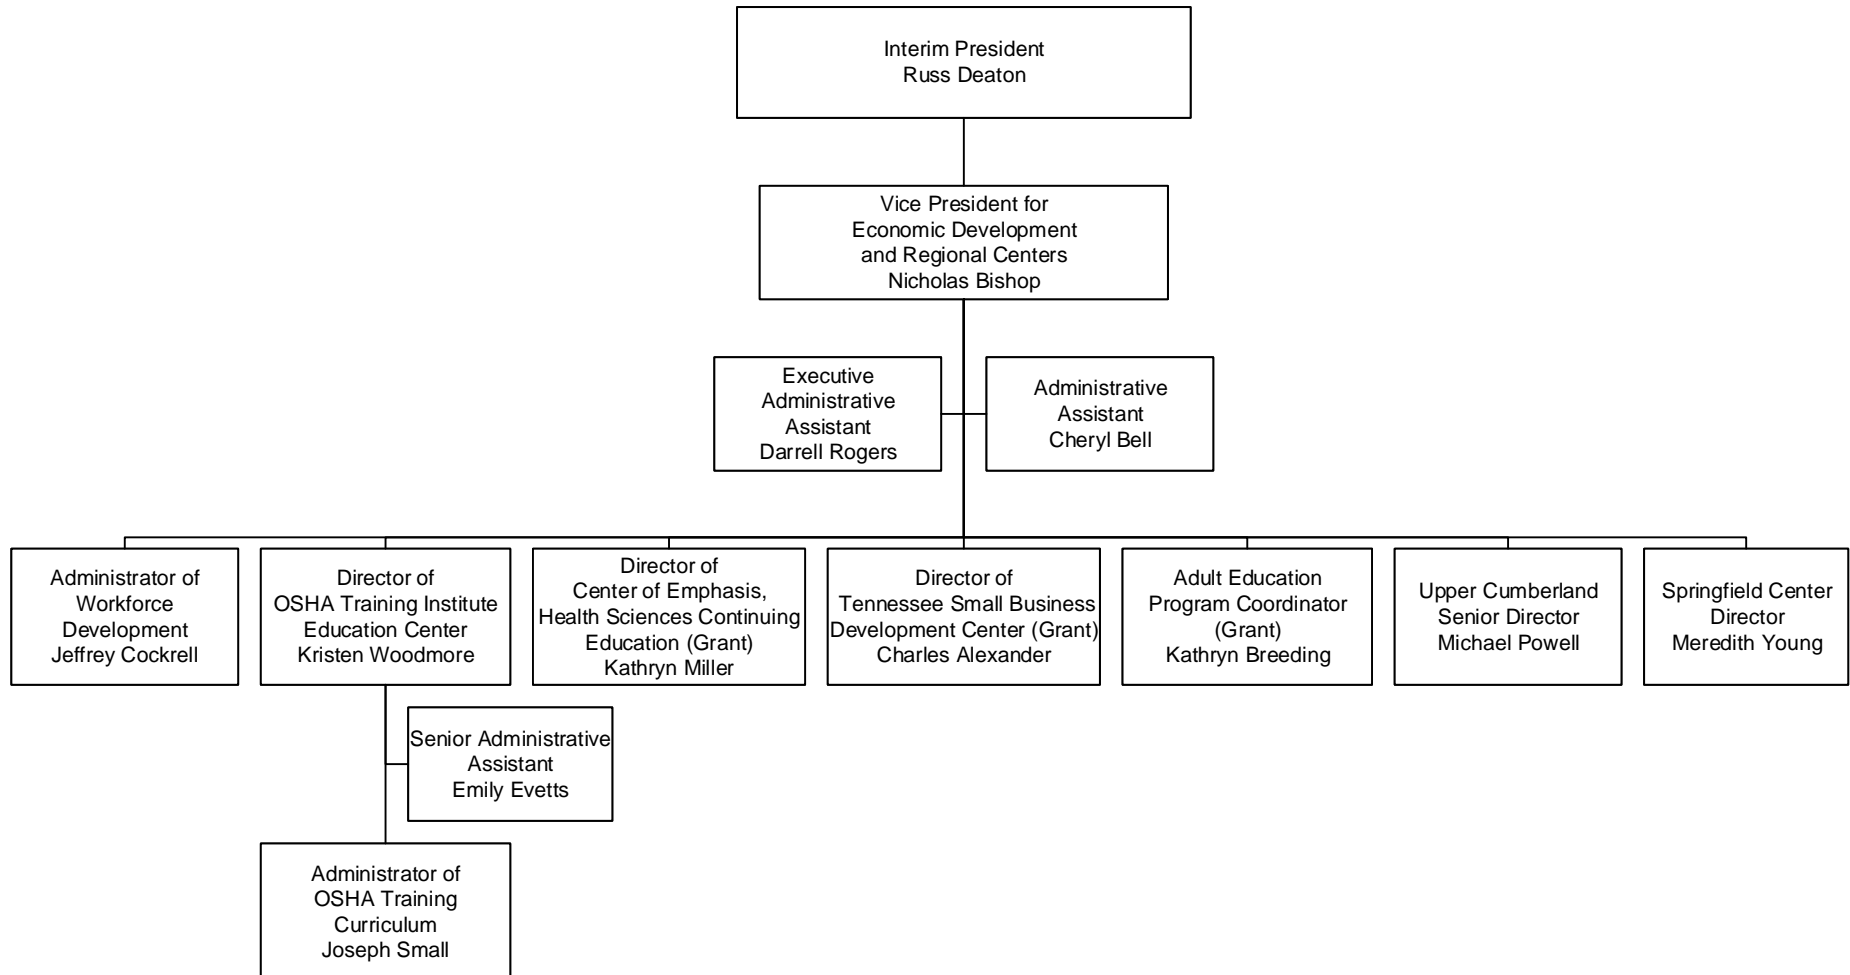 Interim President
Russ Deaton
Vice President for
Economic Development
and Regional Centers
Nicholas Bishop
Executive
Administrative
Assistant
Darrell Rogers
Administrative
Assistant
Cheryl Bell
Administrator of
Workforce
Development
Jeffrey Cockrell
Director of
OSHA Training Institute
Education Center
Kristen Woodmore
Director of
Center of Emphasis,
Health Sciences Continuing
Education (Grant)
Kathryn Miller
Director of
Tennessee Small Business
Development Center (Grant)
Charles Alexander
Adult Education
Program Coordinator
(Grant)
Kathryn Breeding
Upper Cumberland
Senior Director
Michael Powell
Springfield Center
Director
Meredith Young
Senior Administrative
Assistant
Emily Evetts
Administrator of
OSHA Training
Curriculum
Joseph Small